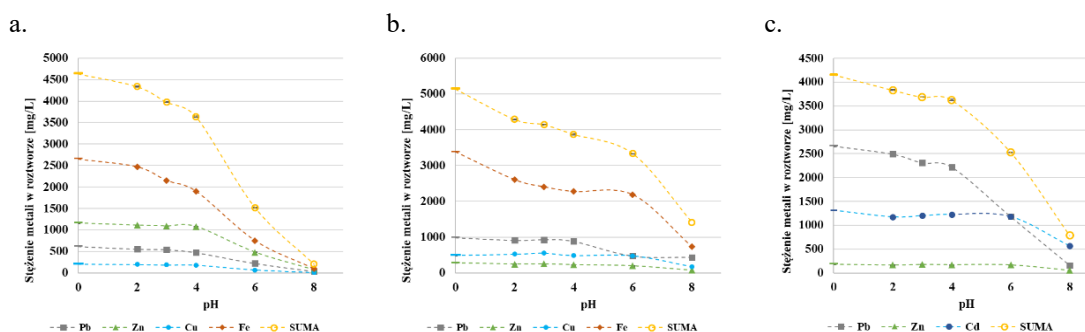 a.
b.
c.
Stężenie metali w roztworze [mg/L]
5000
4500
4000
3500
3000
2500
2000
1500
1000
500
0
0 2 4 6 8
pH
Pb Zn Cu Fe SUMA
Stężenie metali w roztworze [mg/L]
6000
5000
4000
3000
2000
1000
0
0 2 4 6 8
pH
Pb Zn Cu Fe SUMA
Stężenie metali w roztworze [mg/L]
4500
4000
3500
3000
2500
2000
1500
1000
500
0
0 2 4 6 8
pH
Pb Zn Cd SUMA